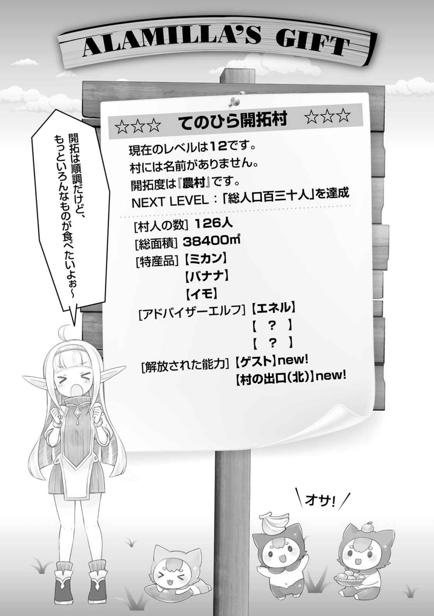 ALAMILLA'S GIFT
☆☆☆ てのひら開拓村 ☆☆☆
現在のレベルは12です。
村には名前がありません。
開拓度は『農村』です。
NEXT LEVEL：「総人口百三十人」を達成
[村人の数] 126人
[総面積] 38400㎡
[特産品]【ミカン】
【バナナ】
【イモ】
[アドバイザーエルフ]【エネル】
【　？　】
【　？　】
[解放された能力]【ゲスト】new!
【村の出口(北)】new!
開拓は順調だけど、
もっといろんなものが食べたいよぉ〜
オサ!